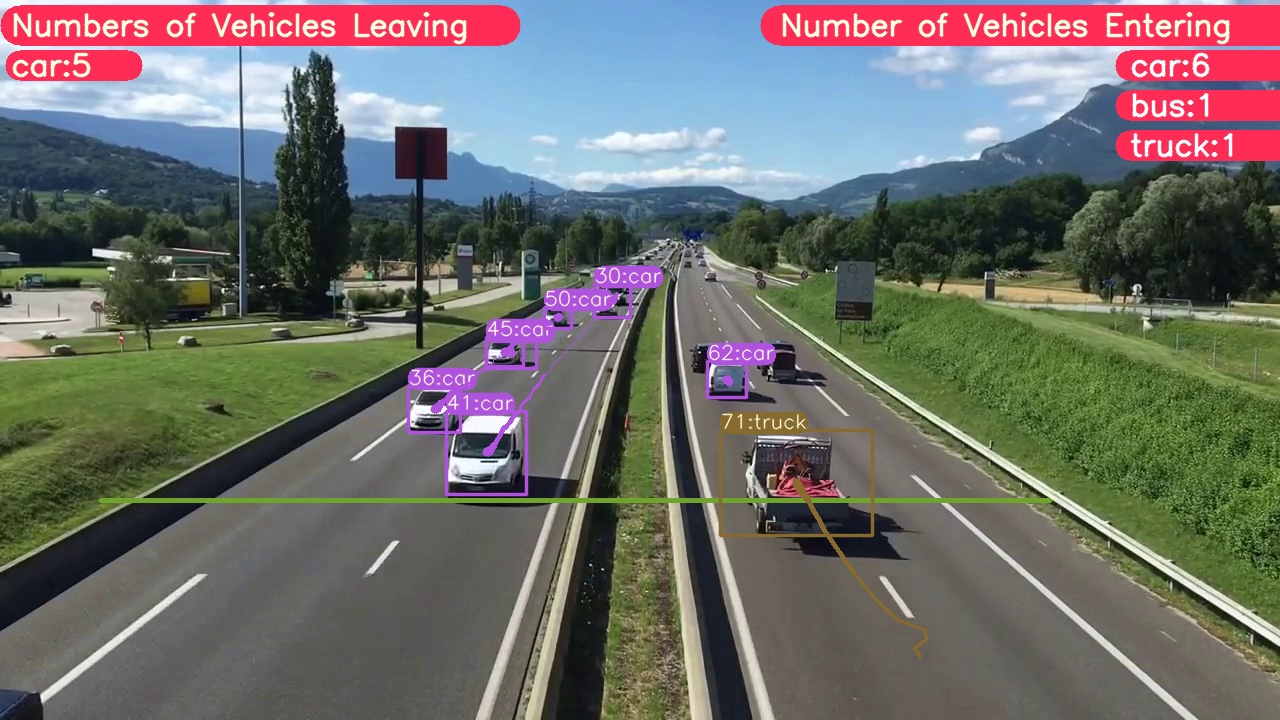 Numbers of Vehicles Leaving
car:5
Number of Vehicles Entering
car:6
bus:1
truck:1
30:car
50:car
45:car
62:car
36:car
41:car
71:truck